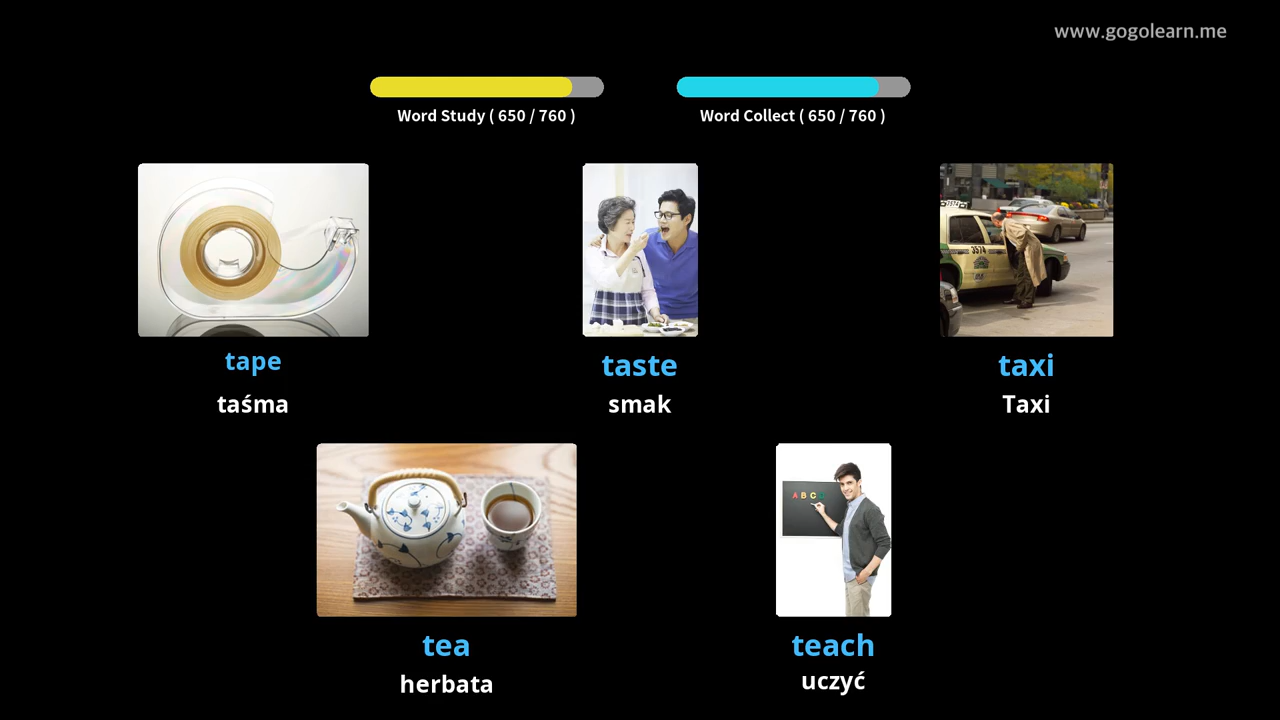 www.gogolearn.me
Word Study ( 650 / 760 )
Word Collect ( 650 / 760 )
3574
A B C D
tape
taste
taxi
taśma
smak
Taxi
tea
teach
herbata
uczyć